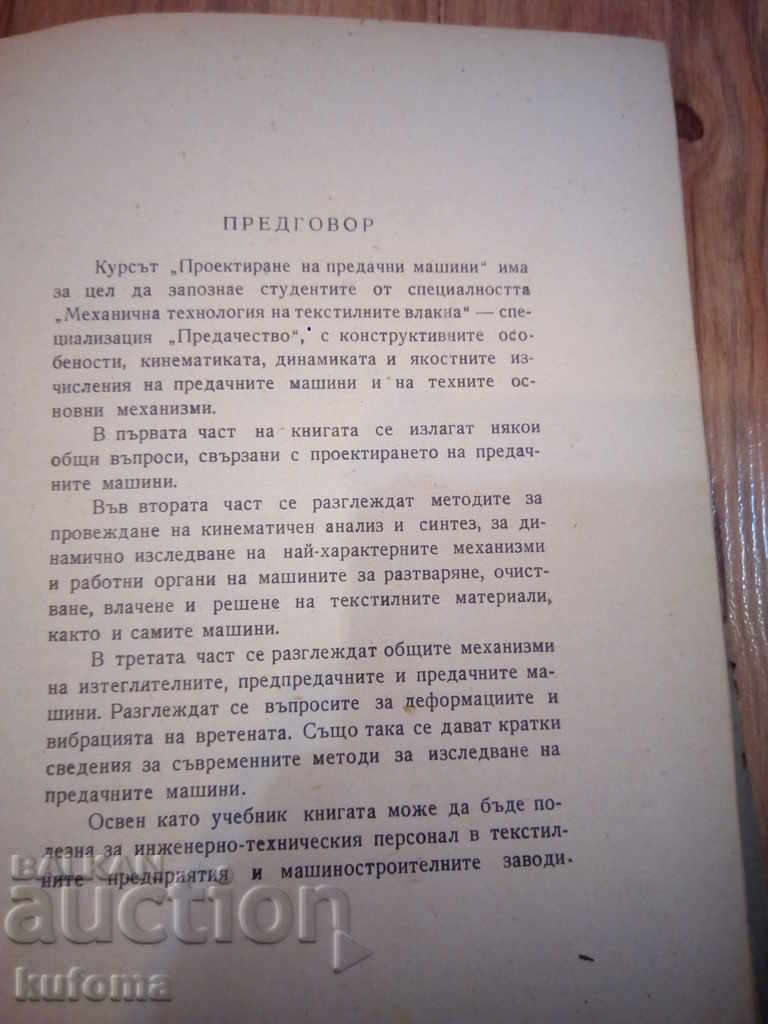 ПРЕДГОВОР
Курсът „Проектиране на предачни машини“ има
за цел да запознае студентите от специалността
„Механична технология на текстилните влакна“ — спе-
циализация „Предачество“, с конструктивните осо-
бености, кинематиката, динамиката и якостните из-
числения на предачните машини и на техните ос-
новни механизми.
В първата част на книгата се излагат някои
общи въпроси, свързани с проектирането на предач-
ните машини.
Във втората част се разглеждат методите за
провеждане на кинематичен анализ и синтез, за ди-
намично изследване на най-характерните механизми
и работни органи на машините за разтваряне, очист-
ване, влачене и решене на текстилните материали,
както и самите машини.
В третата част се разглеждат общите механизми
на изтеглителните, предпредачните и предачните ма-
шини. Разглеждат се въпросите за деформациите и
вибрацията на вретената. Също така се дават кратки
сведения за съвременните методи за изследване на
предачните машини.
Освен като учебник книгата може да бъде по-
лезна за инженерно-техническия персонал в текстил-
ните предприятия и машиностроителните заводи.
BALKAN
auction
kufoma